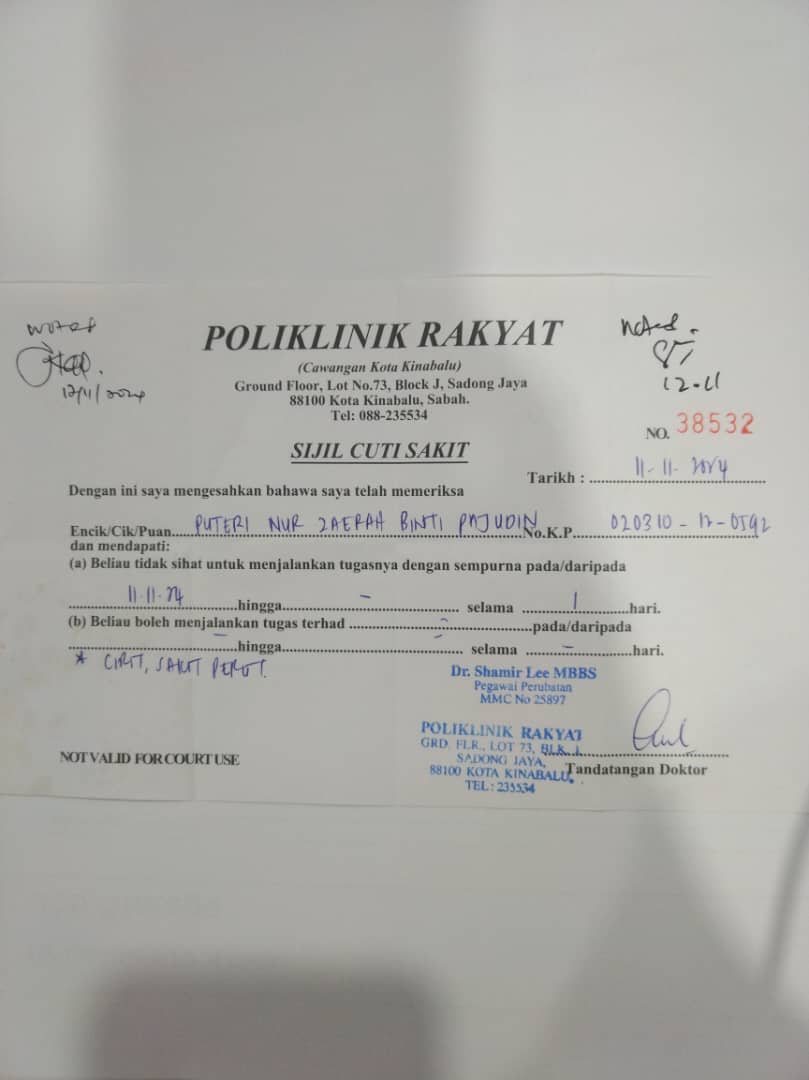 Noted
12/11/2024
Noted.
12-11
POLIKLINIK RAKYAT
(Cawangan Kota Kinabalu)
Ground Floor, Lot No.73, Block J, Sadong Jaya
88100 Kota Kinabalu, Sabah.
Tel: 088-235534
NO. 38532
SIJIL CUTI SAKIT
Tarikh : 11-11-2024
Dengan ini saya mengesahkan bahawa saya telah memeriksa
Encik/Cik/Puan PUTERI NUR ZAERAH BINTI PAJUDIN No.K.P. 020310-12-0592
dan mendapati:
(a) Beliau tidak sihat untuk menjalankan tugasnya dengan sempurna pada/daripada
11.11.24 hingga - selama 1 hari.
(b) Beliau boleh menjalankan tugas terhad - pada/daripada
- hingga - selama - hari.
* CIRIT, SAKIT PERUT.
Dr. Shamir Lee MBBS
Pegawai Perubatan
MMC No 25897
POLIKLINIK RAKYAT
GRD. FLR., LOT 73, BLK. J,
SADONG JAYA,
88100 KOTA KINABALU.
TEL: 235534
Tandatangan Doktor
NOT VALID FOR COURT USE